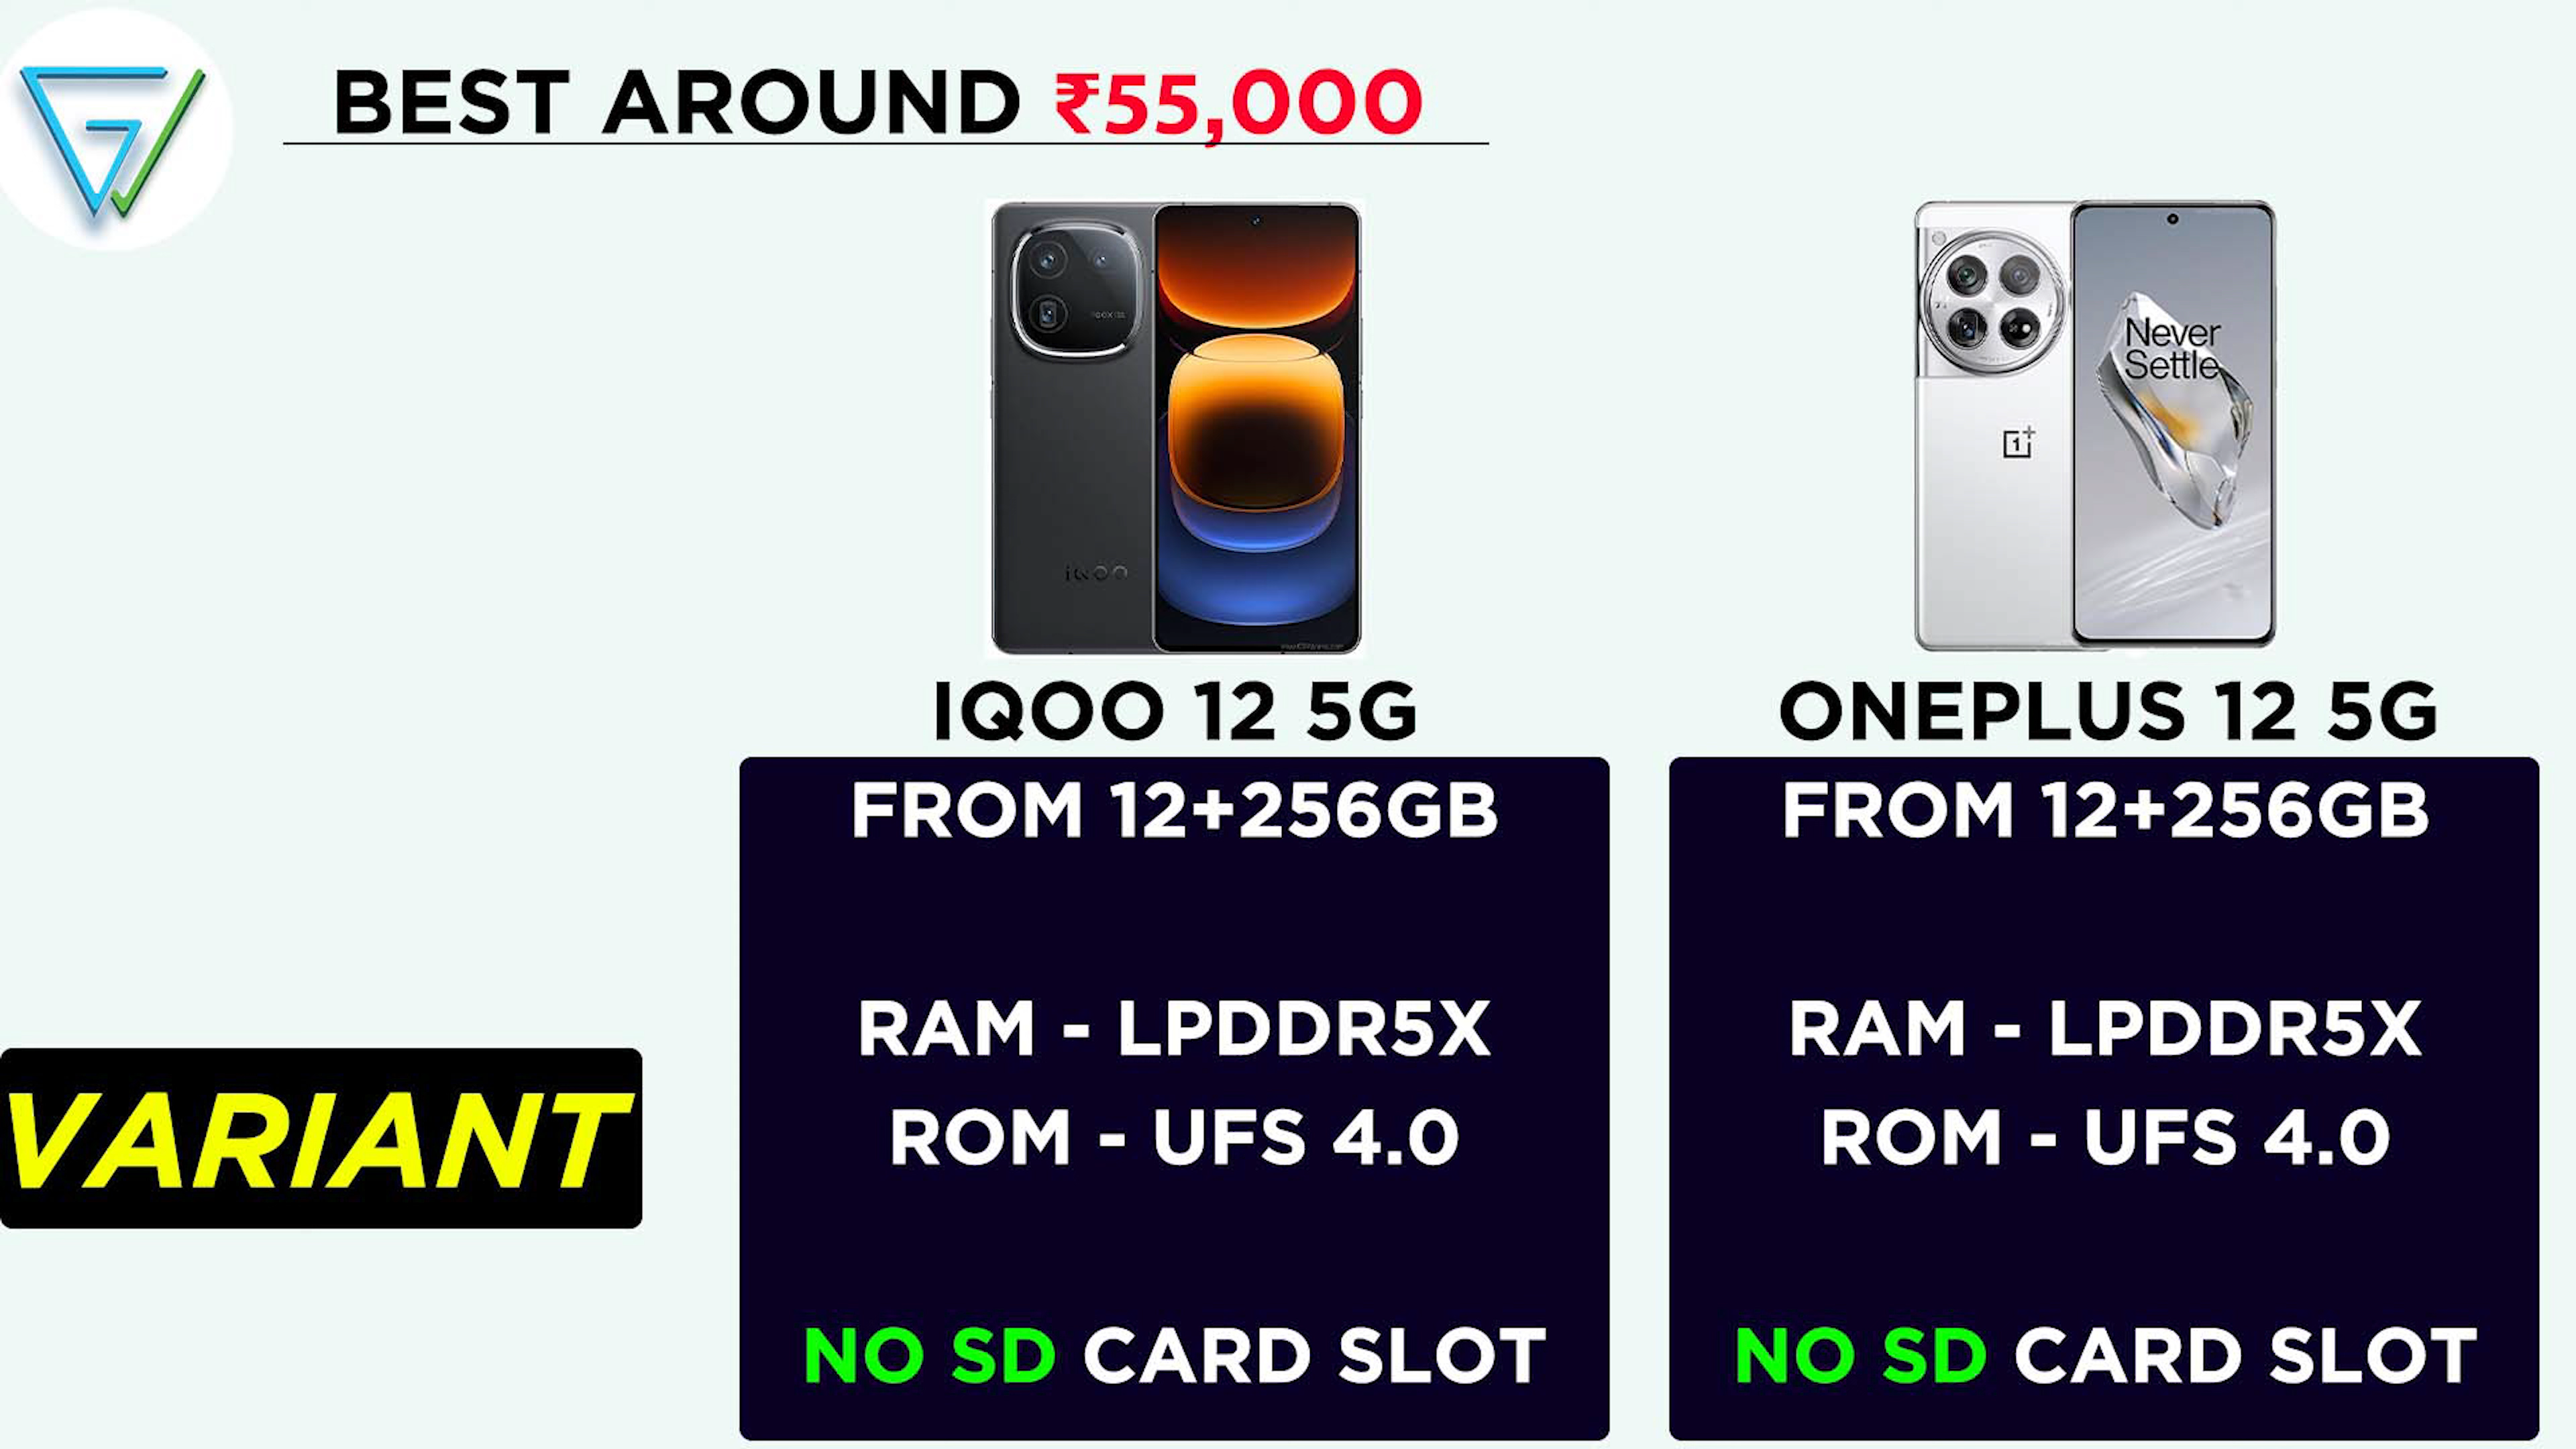 BEST AROUND ₹55,000
iQOO
Never
Settle
IQOO 12 5G
ONEPLUS 12 5G
FROM 12+256GB
RAM - LPDDR5X
ROM - UFS 4.0
NO SD CARD SLOT
FROM 12+256GB
RAM - LPDDR5X
ROM - UFS 4.0
NO SD CARD SLOT
VARIANT